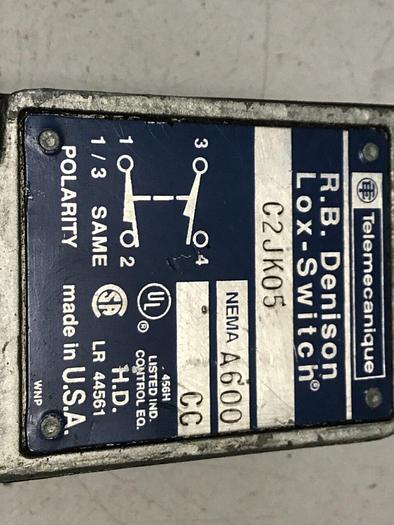 Telemecanique
R.B. Denison
Lox-Switch®
C2JK05
NEMA A600
CC
1 2
3 4
1/3 SAME
POLARITY
UL®
456H
LISTED IND.
CONTROL EQ.
H.D.
SA
LR 44561
made in U.S.A.
WNP